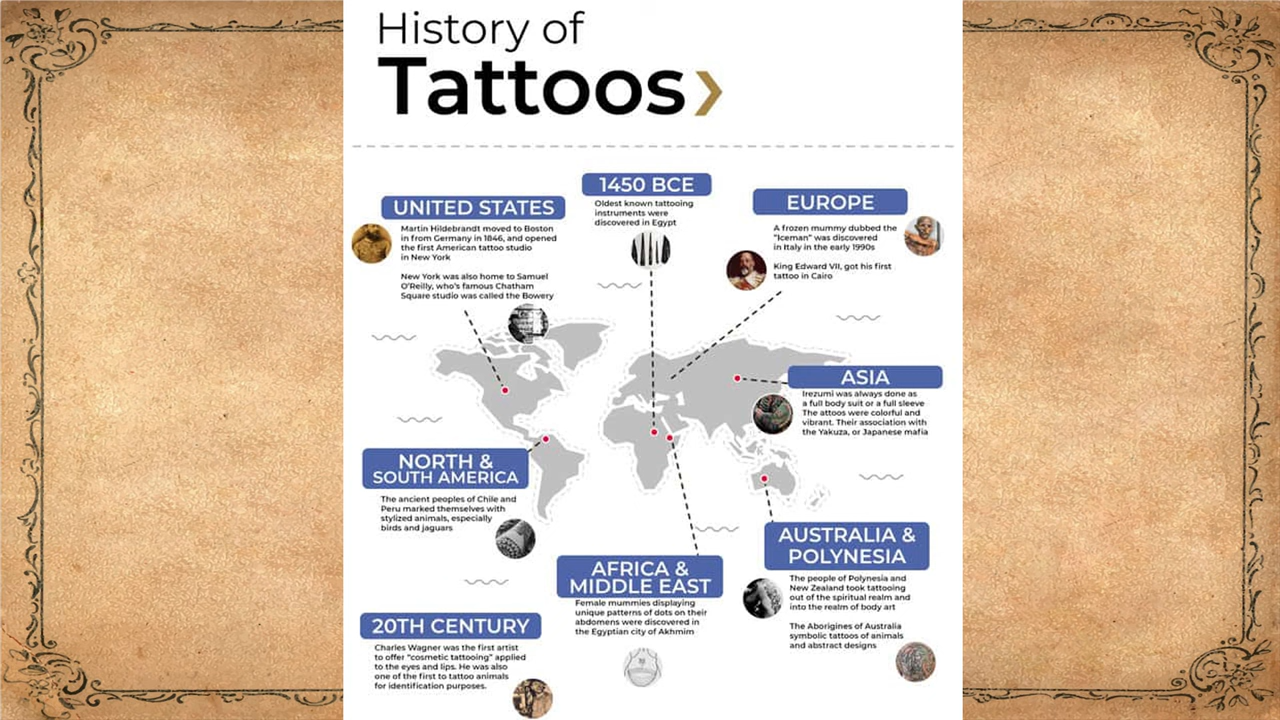 History of
Tattoos
1450 BCE
Oldest known tattooing
instruments were
discovered in Egypt
UNITED STATES
Martin Hildebrandt moved to Boston
in from Germany in 1846, and opened
the first American tattoo studio
in New York
New York was also home to Samuel
O'Reilly, who's famous Chatham
Square studio was called the Bowery
EUROPE
A frozen mummy dubbed the
"Iceman" was discovered
in Italy in the early 1990s
King Edward VII, got his first
tattoo in Cairo
ASIA
Irezumi was always done as
a full body suit or a full sleeve
The attoos were colorful and
vibrant. Their association with
the Yakuza, or Japanese mafia
NORTH &
SOUTH AMERICA
The ancient peoples of Chile and
Peru marked themselves with
stylized animals, especially
birds and jaguars
AUSTRALIA &
POLYNESIA
The people of Polynesia and
New Zealand took tattooing
out of the spiritual realm and
into the realm of body art
The Aborigines of Australia
symbolic tattoos of animals
and abstract designs
AFRICA &
MIDDLE EAST
Female mummies displaying
unique patterns of dots on their
abdomens were discovered in
the Egyptian city of Akhmim
20TH CENTURY
Charles Wagner was the first artist
to offer "cosmetic tattooing" applied
to the eyes and lips. He was also
one of the first to tattoo animals
for identification purposes.